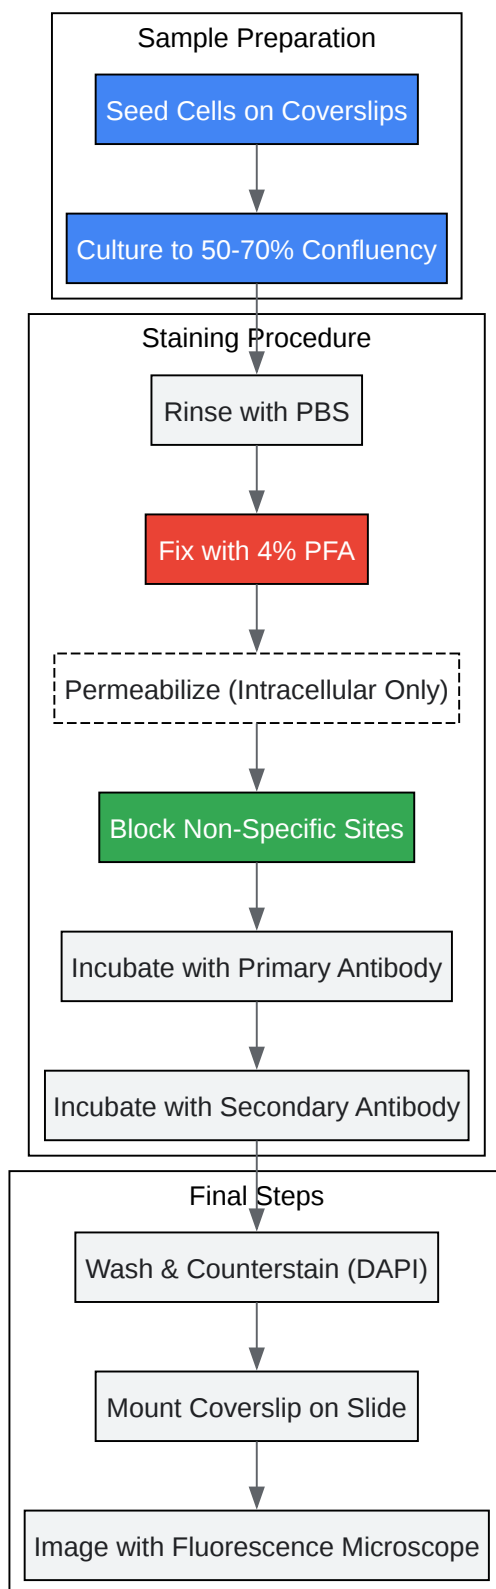 Sample Preparation
Seed Cells on Coverslips
Culture to 50-70% Confluency
Staining Procedure
Rinse with PBS
Fix with 4% PFA
Permeabilize (Intracellular Only)
Block Non-Specific Sites
Incubate with Primary Antibody
Incubate with Secondary Antibody
Final Steps
Wash & Counterstain (DAPI)
Mount Coverslip on Slide
Image with Fluorescence Microscope